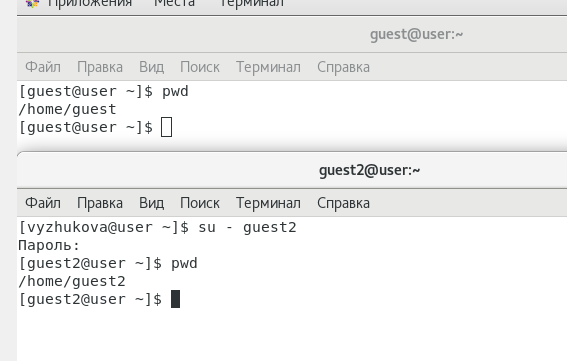 Приложения Места Терминал
guest@user:~
Файл Правка Вид Поиск Терминал Справка
[guest@user ~]$ pwd
/home/guest
[guest@user ~]$
guest2@user:~
Файл Правка Вид Поиск Терминал Справка
[vyzhukova@user ~]$ su - guest2
Пароль:
[guest2@user ~]$ pwd
/home/guest2
[guest2@user ~]$